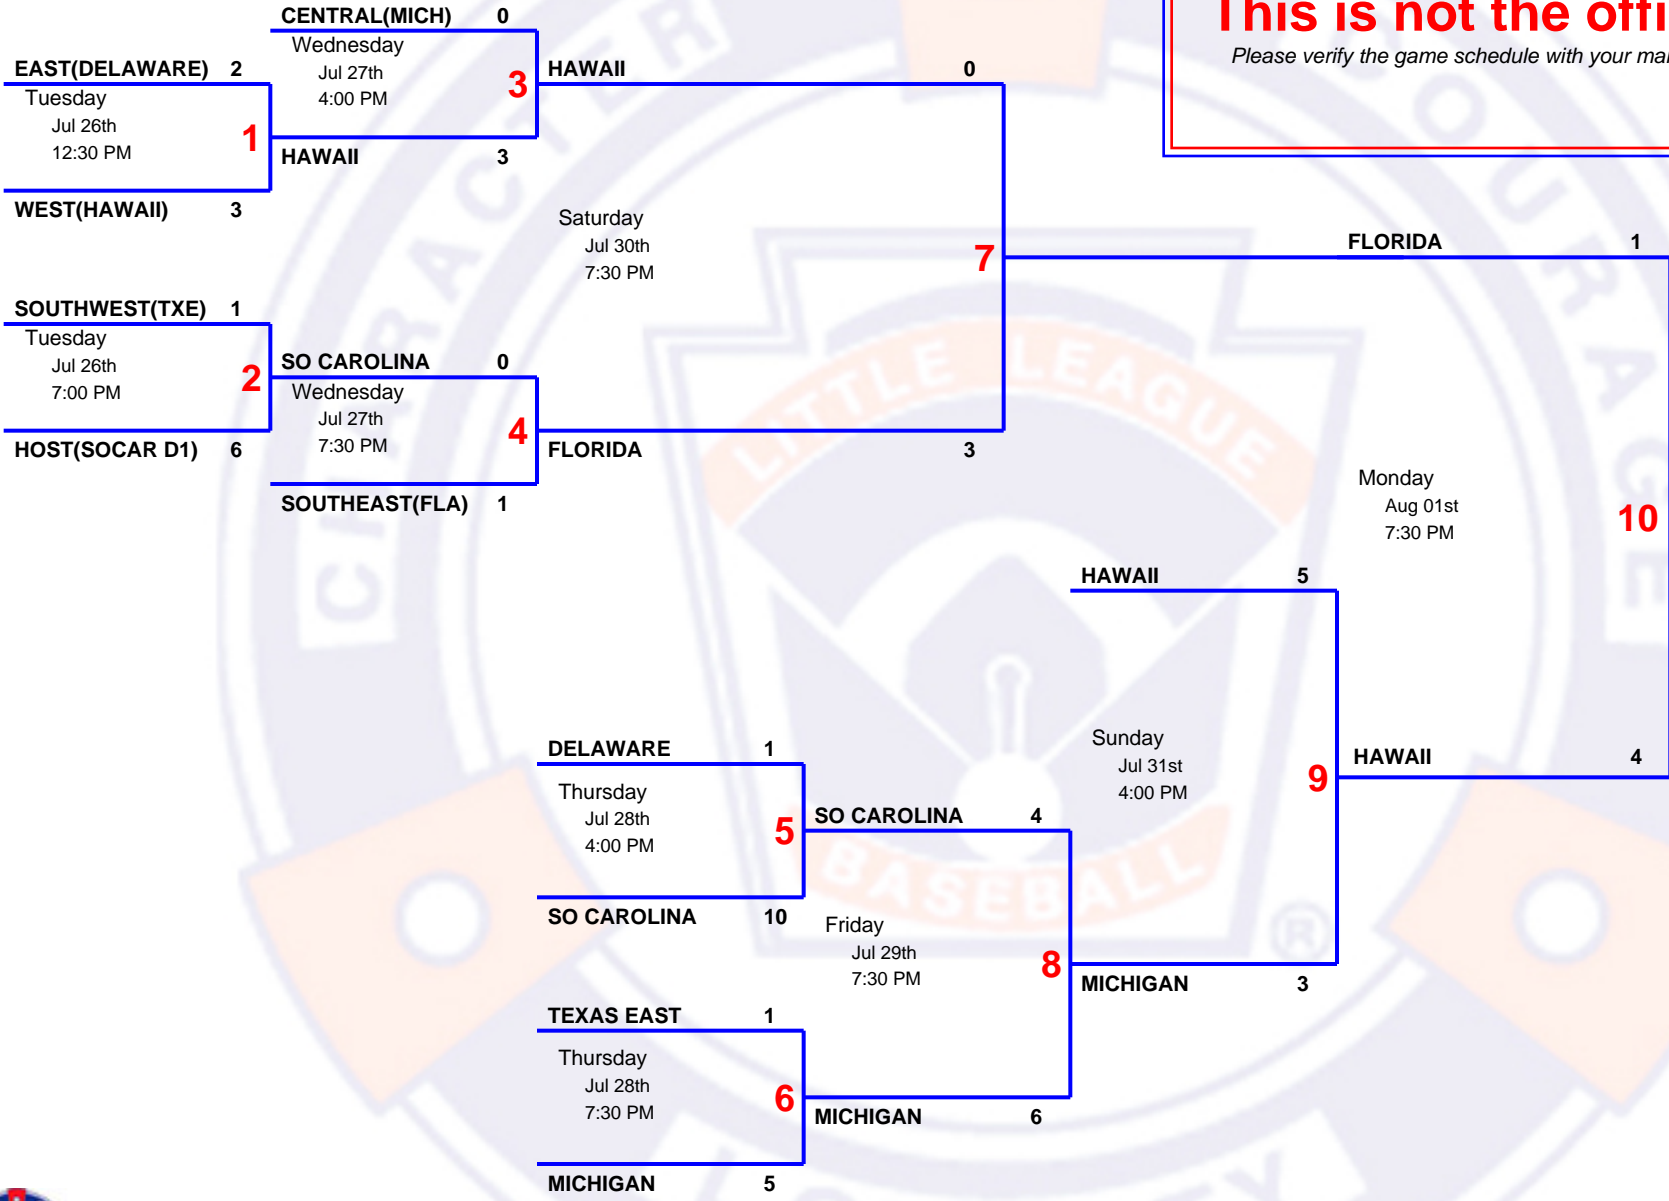 CENTRAL(MICH) 0
Wednesday
Jul 27th
4:00 PM
3
EAST(DELAWARE) 2
Tuesday
Jul 26th
12:30 PM
1
HAWAII 0
HAWAII 3
WEST(HAWAII) 3
This is not the offi
Please verify the game schedule with your ma
Saturday
Jul 30th
7:30 PM
7
FLORIDA 1
SOUTHWEST(TXE) 1
Tuesday
Jul 26th
7:00 PM
2
SO CAROLINA 0
Wednesday
Jul 27th
7:30 PM
4
HOST(SOCAR D1) 6
FLORIDA 3
SOUTHEAST(FLA) 1
Monday
Aug 01st
7:30 PM
10
HAWAII 5
DELAWARE 1
Thursday
Jul 28th
4:00 PM
5
SO CAROLINA 10
Sunday
Jul 31st
4:00 PM
9
HAWAII 4
SO CAROLINA 4
Friday
Jul 29th
7:30 PM
8
MICHIGAN 3
TEXAS EAST 1
Thursday
Jul 28th
7:30 PM
6
MICHIGAN 6
MICHIGAN 5
CHARACTER
COURAGE
LITTLE LEAGUE
BASEBALL
®